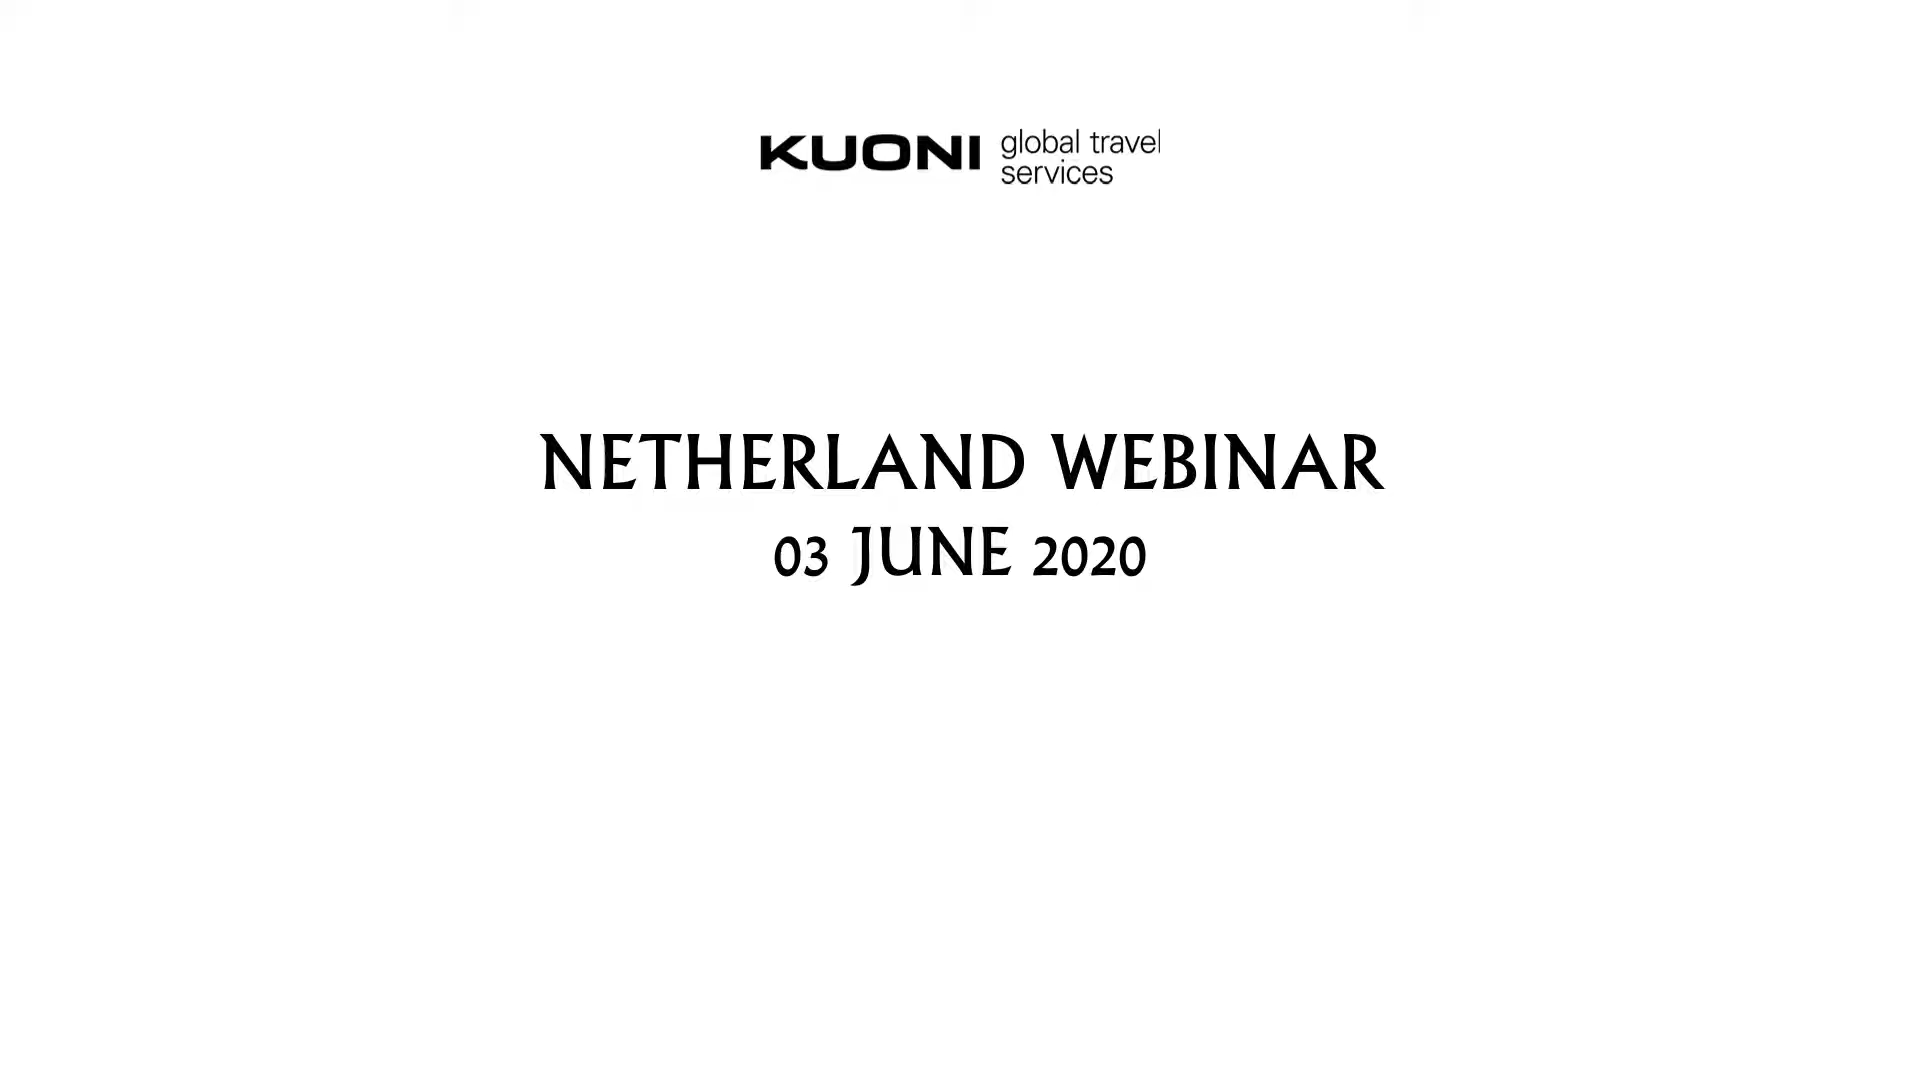 KUONI global travel
services
NETHERLAND WEBINAR
03 JUNE 2020